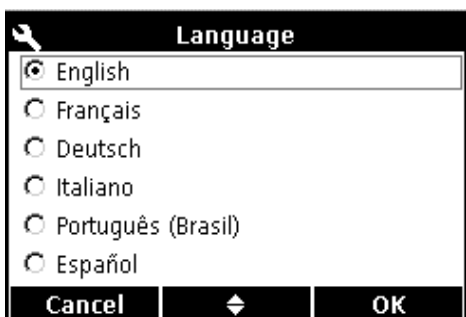 Language
English
Français
Deutsch
Italiano
Português (Brasil)
Español
Cancel OK